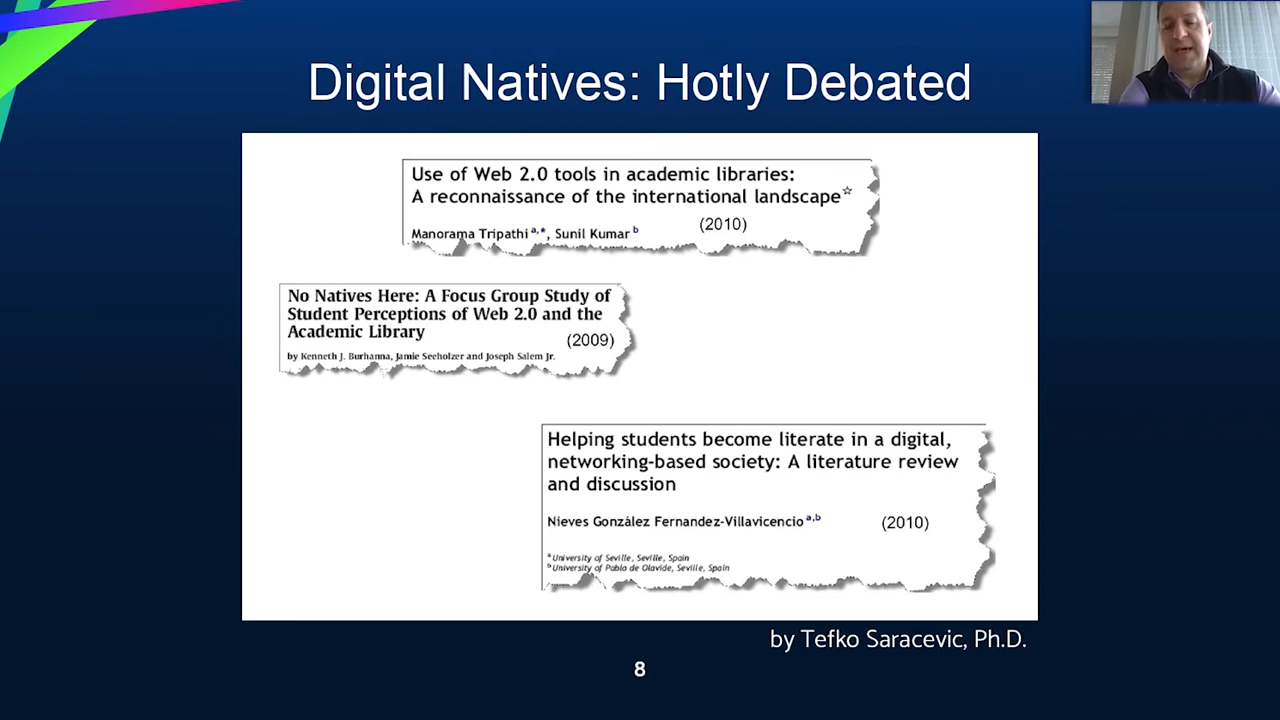 Digital Natives: Hotly Debated
Use of Web 2.0 tools in academic libraries:
A reconnaissance of the international landscape☆
Manorama Tripathi a,*, Sunil Kumar b
(2010)
No Natives Here: A Focus Group Study of
Student Perceptions of Web 2.0 and the
Academic Library
(2009)
by Kenneth J. Burhanna, Jamie Seeholzer and Joseph Salem Jr.
Helping students become literate in a digital,
networking-based society: A literature review
and discussion
Nieves González Fernandez-Villavicencio a,b
(2010)
a University of Seville, Seville, Spain
b University of Pablo de Olavide, Seville, Spain
by Tefko Saracevic, Ph.D.
8